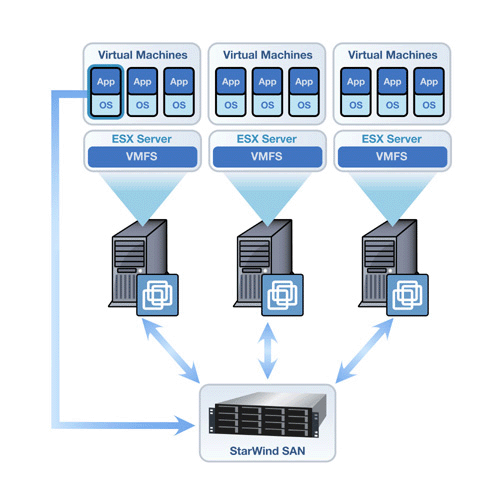 Virtual Machines
Virtual Machines
Virtual Machines
App App App
App App App
App App App
OS OS OS
OS OS OS
OS OS OS
ESX Server
ESX Server
ESX Server
VMFS
VMFS
VMFS
StarWind SAN